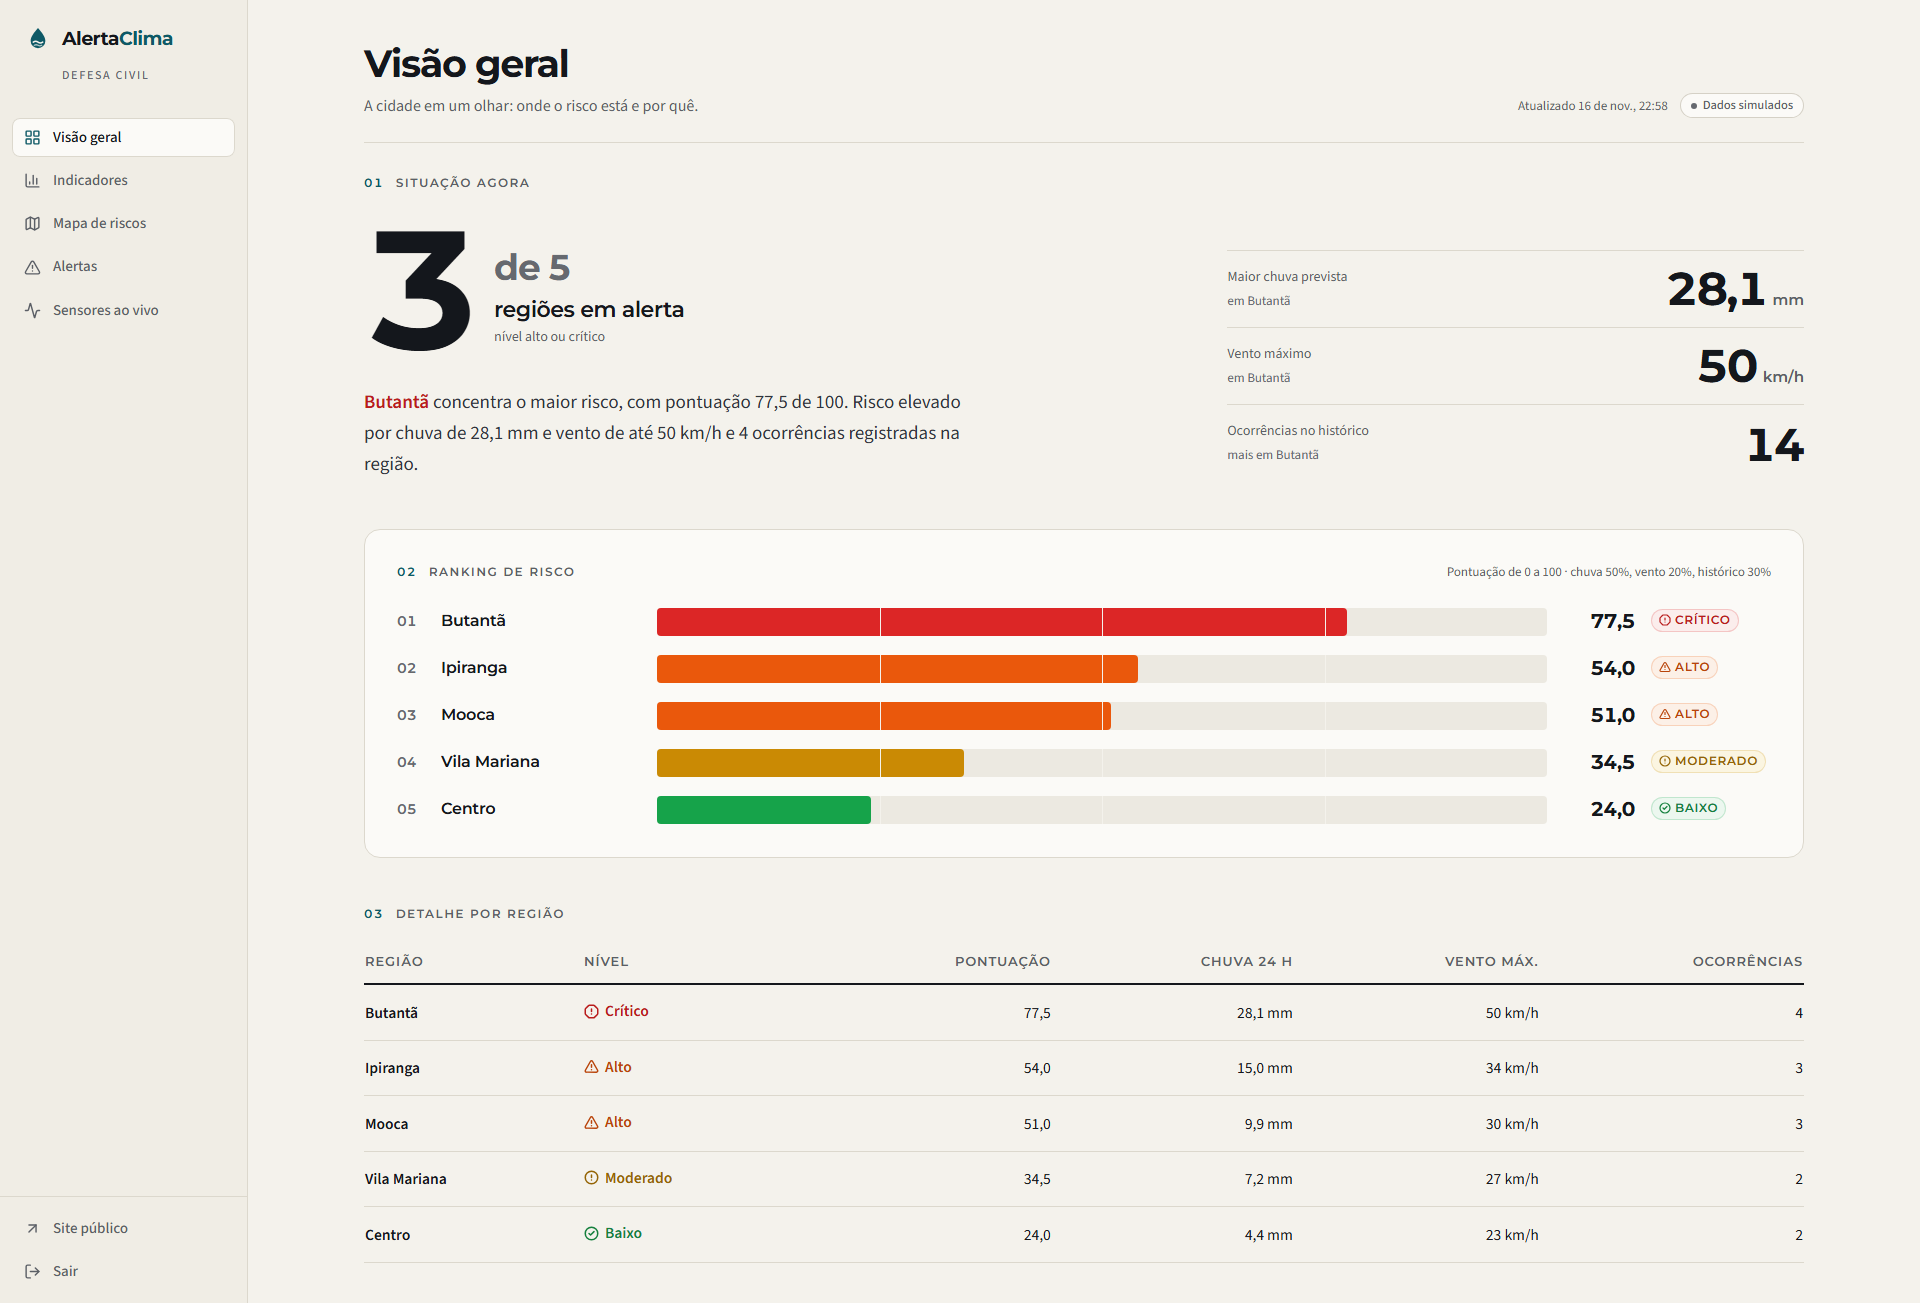 AlertaClima
DEFESA CIVIL
Visão geral
Indicadores
Mapa de riscos
Alertas
Sensores ao vivo
Site público
Sair
Visão geral
A cidade em um olhar: onde o risco está e por quê.
Atualizado 16 de nov., 22:58
Dados simulados
01 SITUAÇÃO AGORA
3
de 5
regiões em alerta
nível alto ou crítico
Butantã concentra o maior risco, com pontuação 77,5 de 100. Risco elevado
por chuva de 28,1 mm e vento de até 50 km/h e 4 ocorrências registradas na
região.
Maior chuva prevista
em Butantã
28,1 mm
Vento máximo
em Butantã
50 km/h
Ocorrências no histórico
mais em Butantã
14
02 RANKING DE RISCO
Pontuação de 0 a 100 · chuva 50%, vento 20%, histórico 30%
01 Butantã 77,5 CRÍTICO
02 Ipiranga 54,0 ALTO
03 Mooca 51,0 ALTO
04 Vila Mariana 34,5 MODERADO
05 Centro 24,0 BAIXO
03 DETALHE POR REGIÃO
REGIÃO NÍVEL PONTUAÇÃO CHUVA 24 H VENTO MÁX. OCORRÊNCIAS
Butantã Crítico 77,5 28,1 mm 50 km/h 4
Ipiranga Alto 54,0 15,0 mm 34 km/h 3
Mooca Alto 51,0 9,9 mm 30 km/h 3
Vila Mariana Moderado 34,5 7,2 mm 27 km/h 2
Centro Baixo 24,0 4,4 mm 23 km/h 2